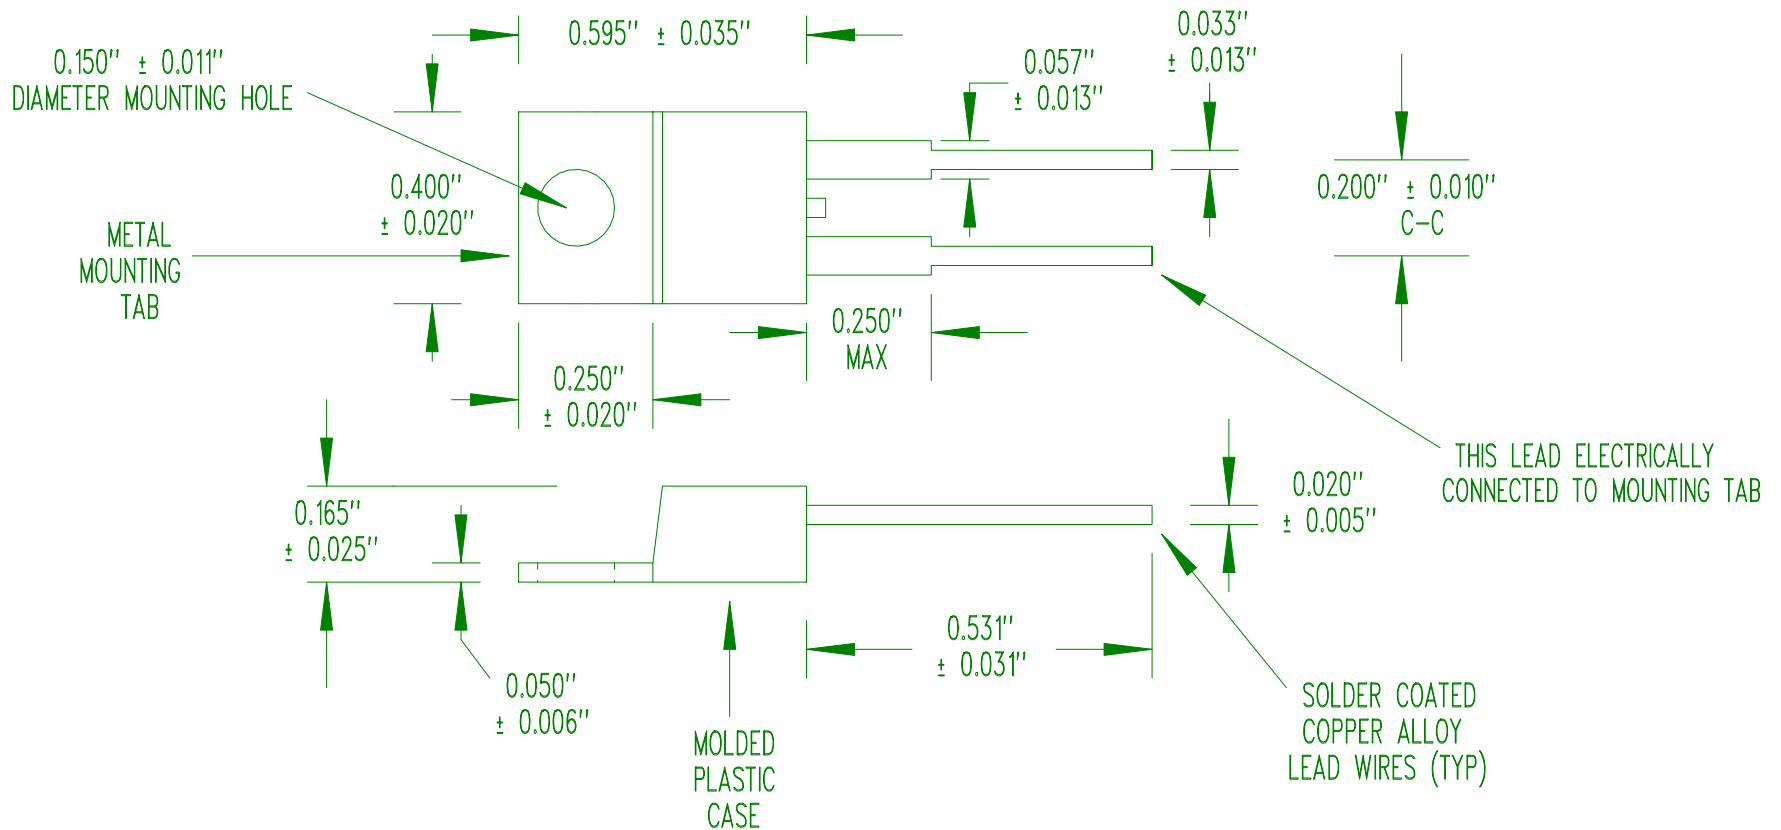 0.595" ± 0.035"
0.033"
± 0.013"
0.150" ± 0.011"
DIAMETER MOUNTING HOLE
0.057"
± 0.013"
0.400"
± 0.020"
0.200" ± 0.010"
C-C
METAL
MOUNTING
TAB
0.250"
MAX
0.250"
± 0.020"
THIS LEAD ELECTRICALLY
CONNECTED TO MOUNTING TAB
0.020"
± 0.005"
0.165"
± 0.025"
0.531"
± 0.031"
0.050"
± 0.006"
SOLDER COATED
COPPER ALLOY
LEAD WIRES (TYP)
MOLDED
PLASTIC
CASE